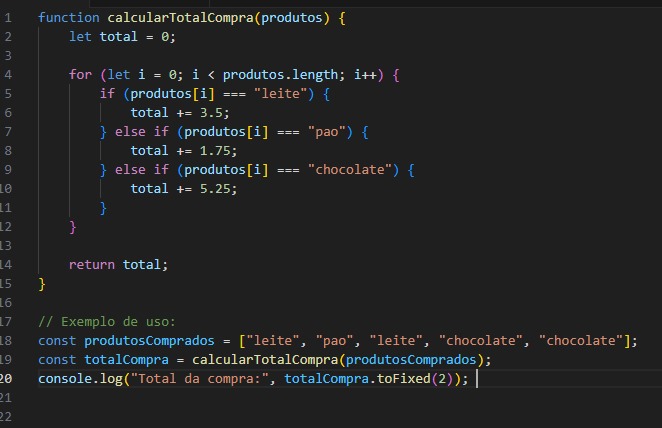 1 function calcularTotalCompra(produtos) {
2     let total = 0;
3
4     for (let i = 0; i < produtos.length; i++) {
5         if (produtos[i] === "leite") {
6             total += 3.5;
7         } else if (produtos[i] === "pao") {
8             total += 1.75;
9         } else if (produtos[i] === "chocolate") {
10             total += 5.25;
11         }
12     }
13
14     return total;
15 }
16
17 // Exemplo de uso:
18 const produtosComprados = ["leite", "pao", "leite", "chocolate", "chocolate"];
19 const totalCompra = calcularTotalCompra(produtosComprados);
20 console.log("Total da compra:", totalCompra.toFixed(2));
21
22